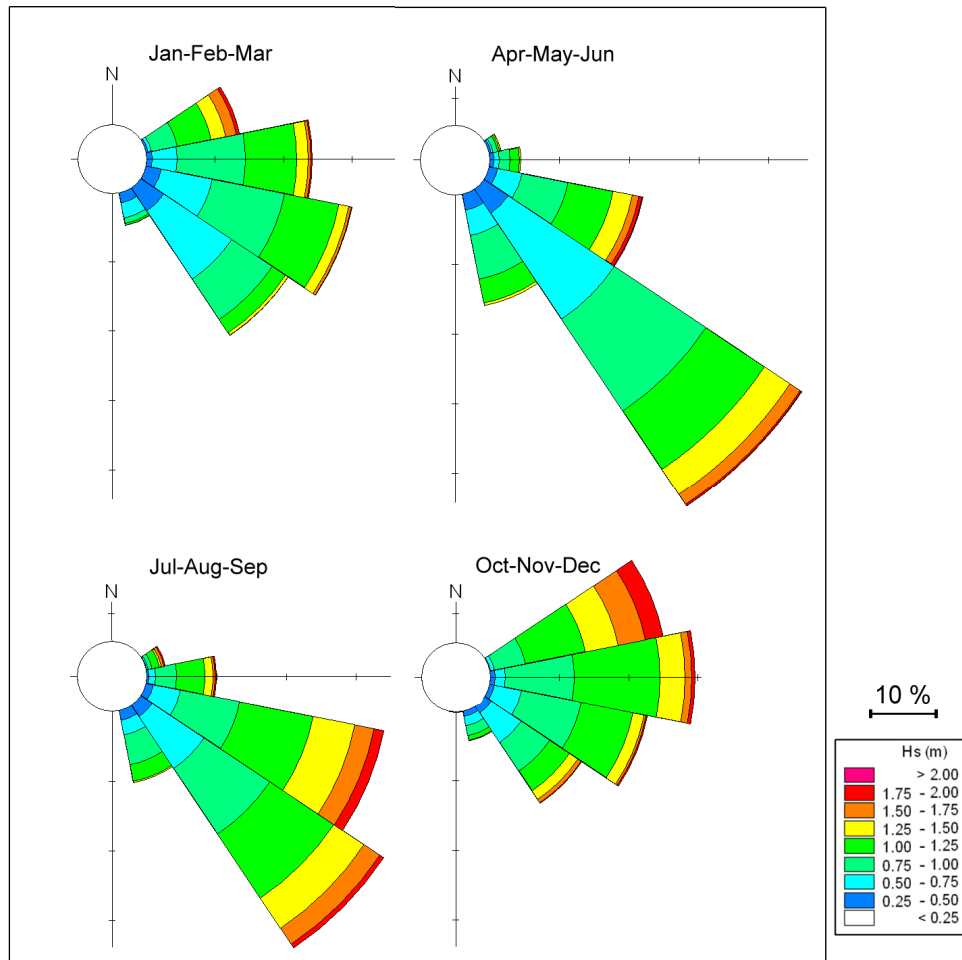 Jan-Feb-Mar
Apr-May-Jun
N
N
Jul-Aug-Sep
Oct-Nov-Dec
N
N
10 %
Hs (m)
> 2.00
1.75 - 2.00
1.50 - 1.75
1.25 - 1.50
1.00 - 1.25
0.75 - 1.00
0.50 - 0.75
0.25 - 0.50
< 0.25